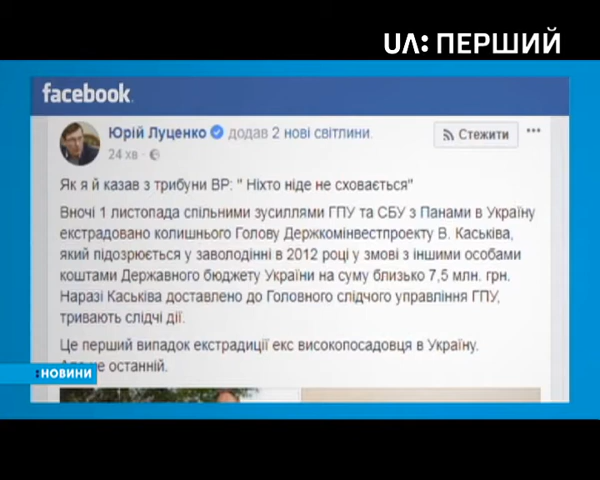 UA: ПЕРШИЙ
facebook
Юрій Луценко додав 2 нові світлини.
24 хв
Стежити
Як я й казав з трибуни ВР: " Ніхто ніде не сховається"
Вночі 1 листопада спільними зусиллями ГПУ та СБУ з Панами в Україну
екстрадовано колишнього Голову Держкомінвестпроекту В. Каськіва,
який підозрюється у заволодінні в 2012 році у змові з іншими особами
коштами Державного бюджету України на суму близько 7,5 млн. грн.
Наразі Каськіва доставлено до Головного слідчого управління ГПУ,
тривають слідчі дії.
Це перший випадок екстрадиції екс високопосадовця в Україну.
не останній.
:НОВИНИ